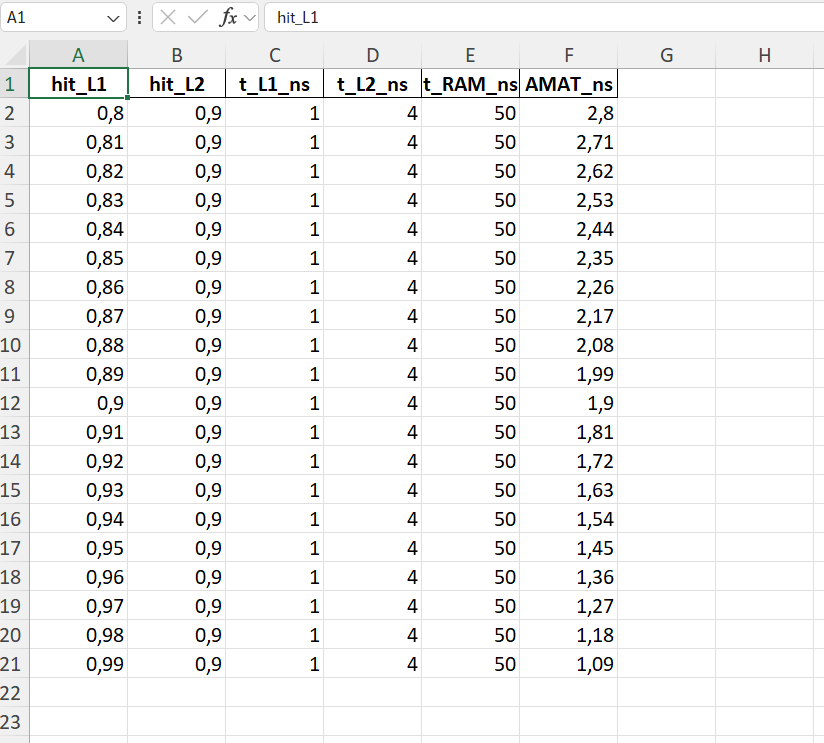 A1 fx hit_L1
A B C D E F G H
1 hit_L1 hit_L2 t_L1_ns t_L2_ns t_RAM_ns AMAT_ns
2 0,8 0,9 1 4 50 2,8
3 0,81 0,9 1 4 50 2,71
4 0,82 0,9 1 4 50 2,62
5 0,83 0,9 1 4 50 2,53
6 0,84 0,9 1 4 50 2,44
7 0,85 0,9 1 4 50 2,35
8 0,86 0,9 1 4 50 2,26
9 0,87 0,9 1 4 50 2,17
10 0,88 0,9 1 4 50 2,08
11 0,89 0,9 1 4 50 1,99
12 0,9 0,9 1 4 50 1,9
13 0,91 0,9 1 4 50 1,81
14 0,92 0,9 1 4 50 1,72
15 0,93 0,9 1 4 50 1,63
16 0,94 0,9 1 4 50 1,54
17 0,95 0,9 1 4 50 1,45
18 0,96 0,9 1 4 50 1,36
19 0,97 0,9 1 4 50 1,27
20 0,98 0,9 1 4 50 1,18
21 0,99 0,9 1 4 50 1,09
22
23